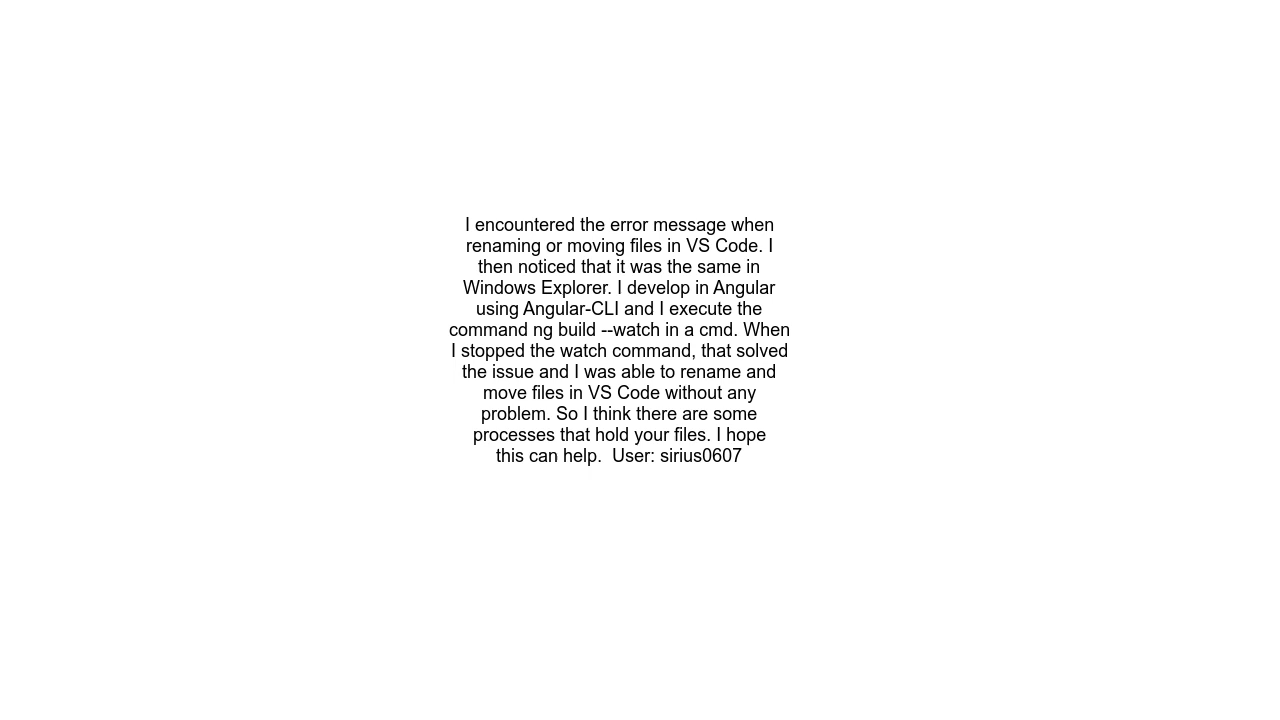 I encountered the error message when
renaming or moving files in VS Code. I
then noticed that it was the same in
Windows Explorer. I develop in Angular
using Angular-CLI and I execute the
command ng build --watch in a cmd. When
I stopped the watch command, that solved
the issue and I was able to rename and
move files in VS Code without any
problem. So I think there are some
processes that hold your files. I hope
this can help.  User: sirius0607